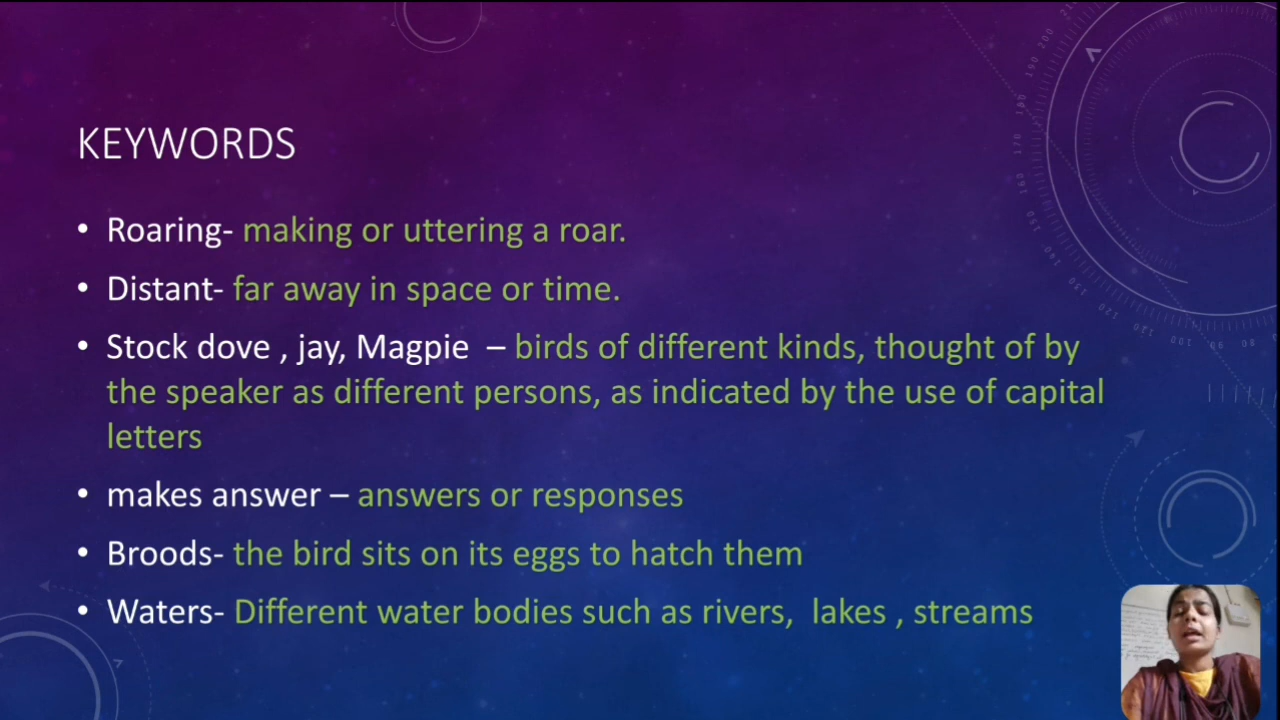 KEYWORDS
• Roaring- making or uttering a roar.
• Distant- far away in space or time.
• Stock dove , jay, Magpie – birds of different kinds, thought of by
the speaker as different persons, as indicated by the use of capital
letters
• makes answer – answers or responses
• Broods- the bird sits on its eggs to hatch them
• Waters- Different water bodies such as rivers, lakes , streams